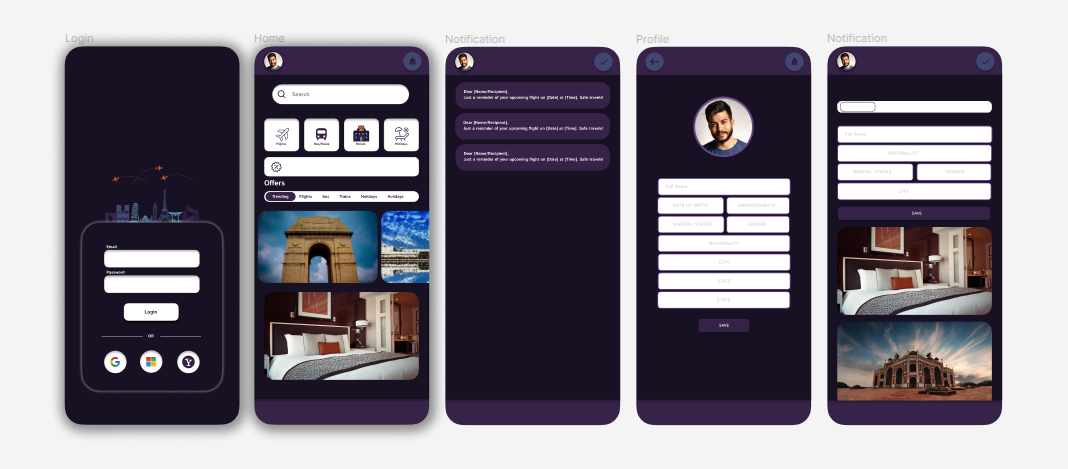 Login
Email
Password
Login
OR
G
Y
Home
Search
Flights
Bus/Trains
Hotels
Holidays
Offers
Trending Flights bus Trains Holidays Holidays
Notification
Dear [Name/Recipient],
Just a reminder of your upcoming flight on [Date] at [Time]. Safe travels!
Dear [Name/Recipient],
Just a reminder of your upcoming flight on [Date] at [Time]. Safe travels!
Dear [Name/Recipient],
Just a reminder of your upcoming flight on [Date] at [Time]. Safe travels!
Profile
Full Name
DATE OF BIRTH ANNIVERSARY D...
MARITAL STATUS GENDER
NATIONALITY
CITY
STATE
STATE
SAVE
Notification
Full Name
NATIONALITY
MARITAL STATUS GENDER
CITY
SAVE